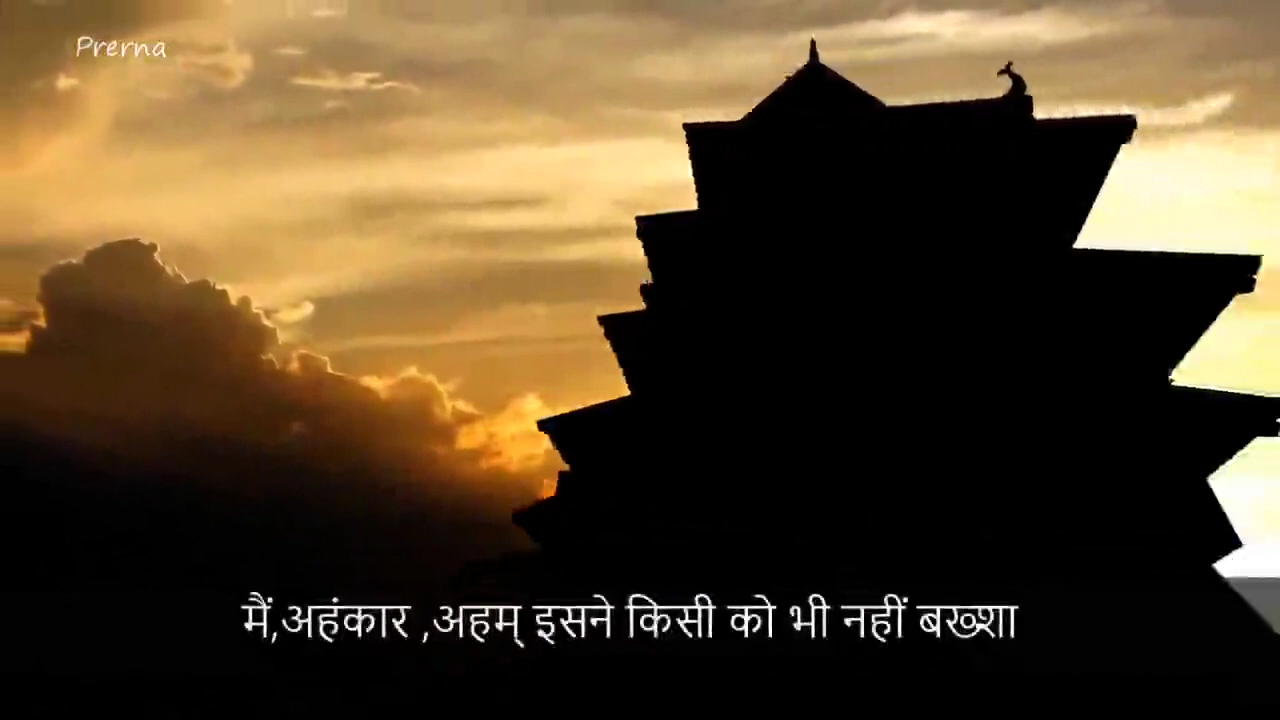 Prerna
मैं,अहंकार ,अहम् इसने किसी को भी नहीं बख्शा